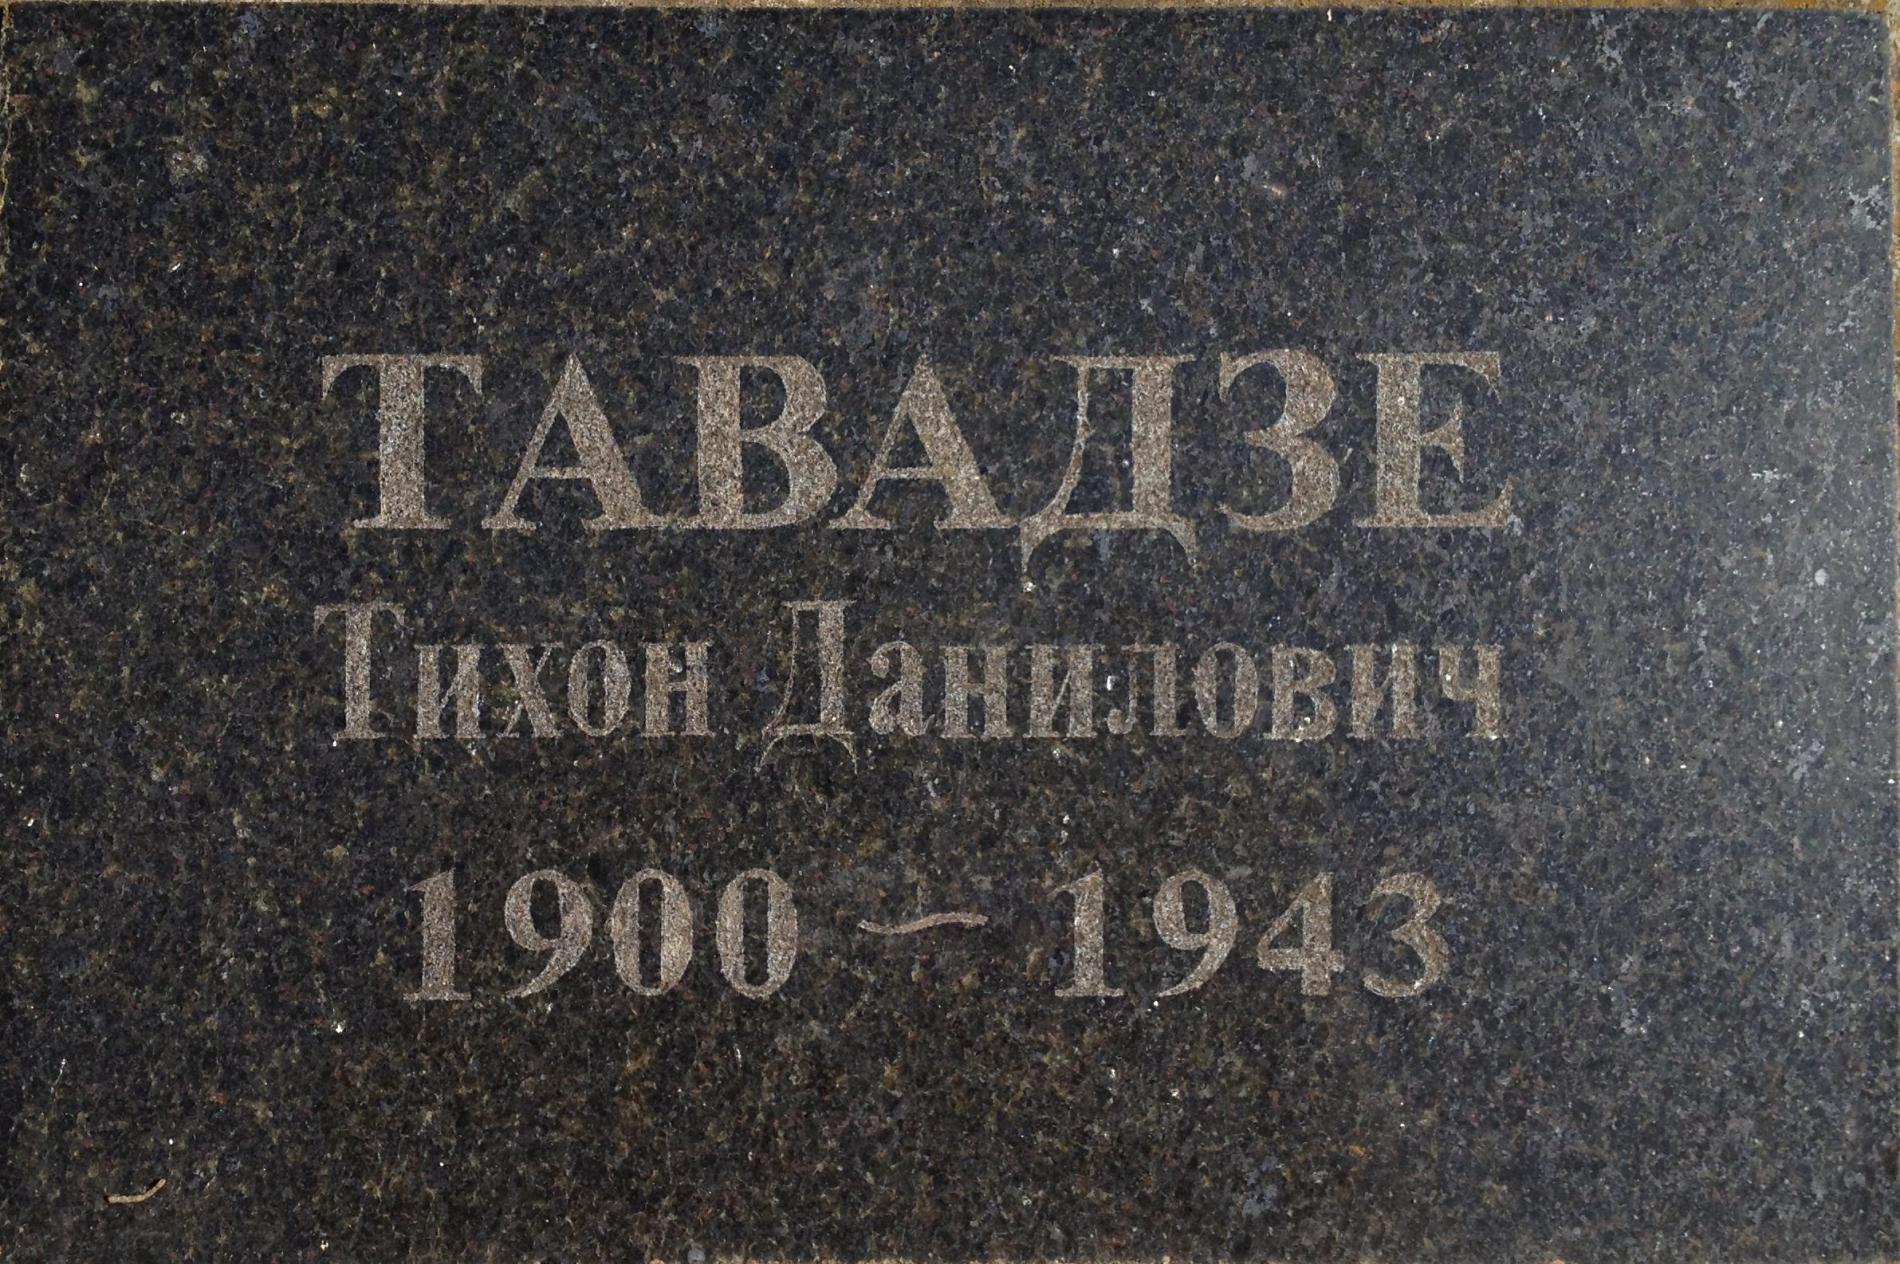 ТАВАДЗЕ
Тихон Данилович
1900 ~ 1943